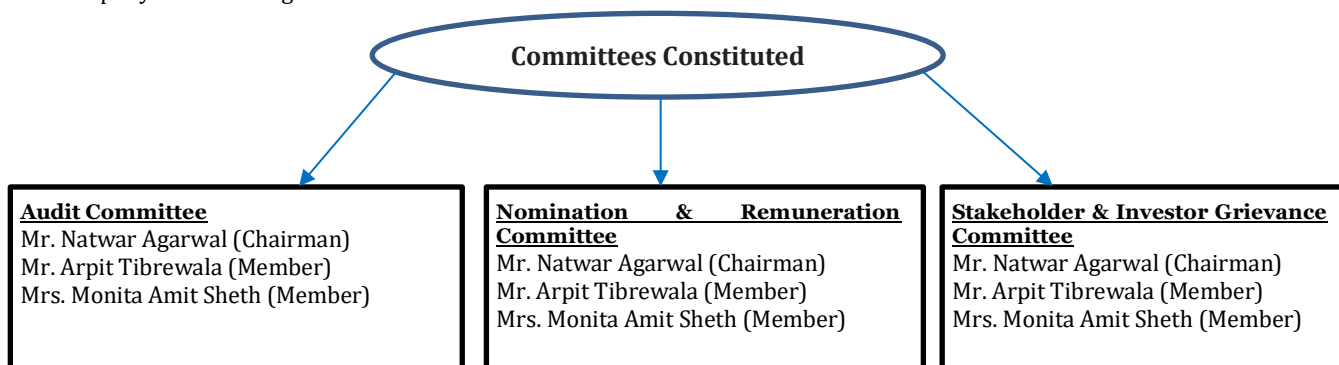 Committees Constituted
Audit Committee
Mr. Natwar Agarwal (Chairman)
Mr. Arpit Tibrewala (Member)
Mrs. Monita Amit Sheth (Member)
Nomination & Remuneration
Committee
Mr. Natwar Agarwal (Chairman)
Mr. Arpit Tibrewala (Member)
Mrs. Monita Amit Sheth (Member)
Stakeholder & Investor Grievance
Committee
Mr. Natwar Agarwal (Chairman)
Mr. Arpit Tibrewala (Member)
Mrs. Monita Amit Sheth (Member)